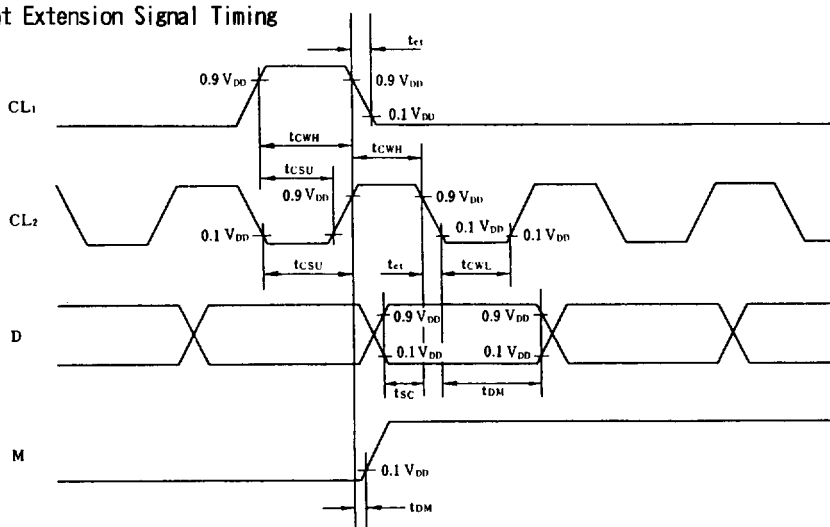 t Extension Signal Timing
tct
0.9 VDD
0.9 VDD
CL1
0.1 VDD
tCWH
tCWH
tCSU
0.9 VDD
0.9 VDD
CL2
0.1 VDD
0.1 VDD
0.1 VDD
tCSU
tct
tCWL
0.9 VDD
0.9 VDD
D
0.1 VDD
0.1 VDD
tSC
tDM
M
0.1 VDD
tDM